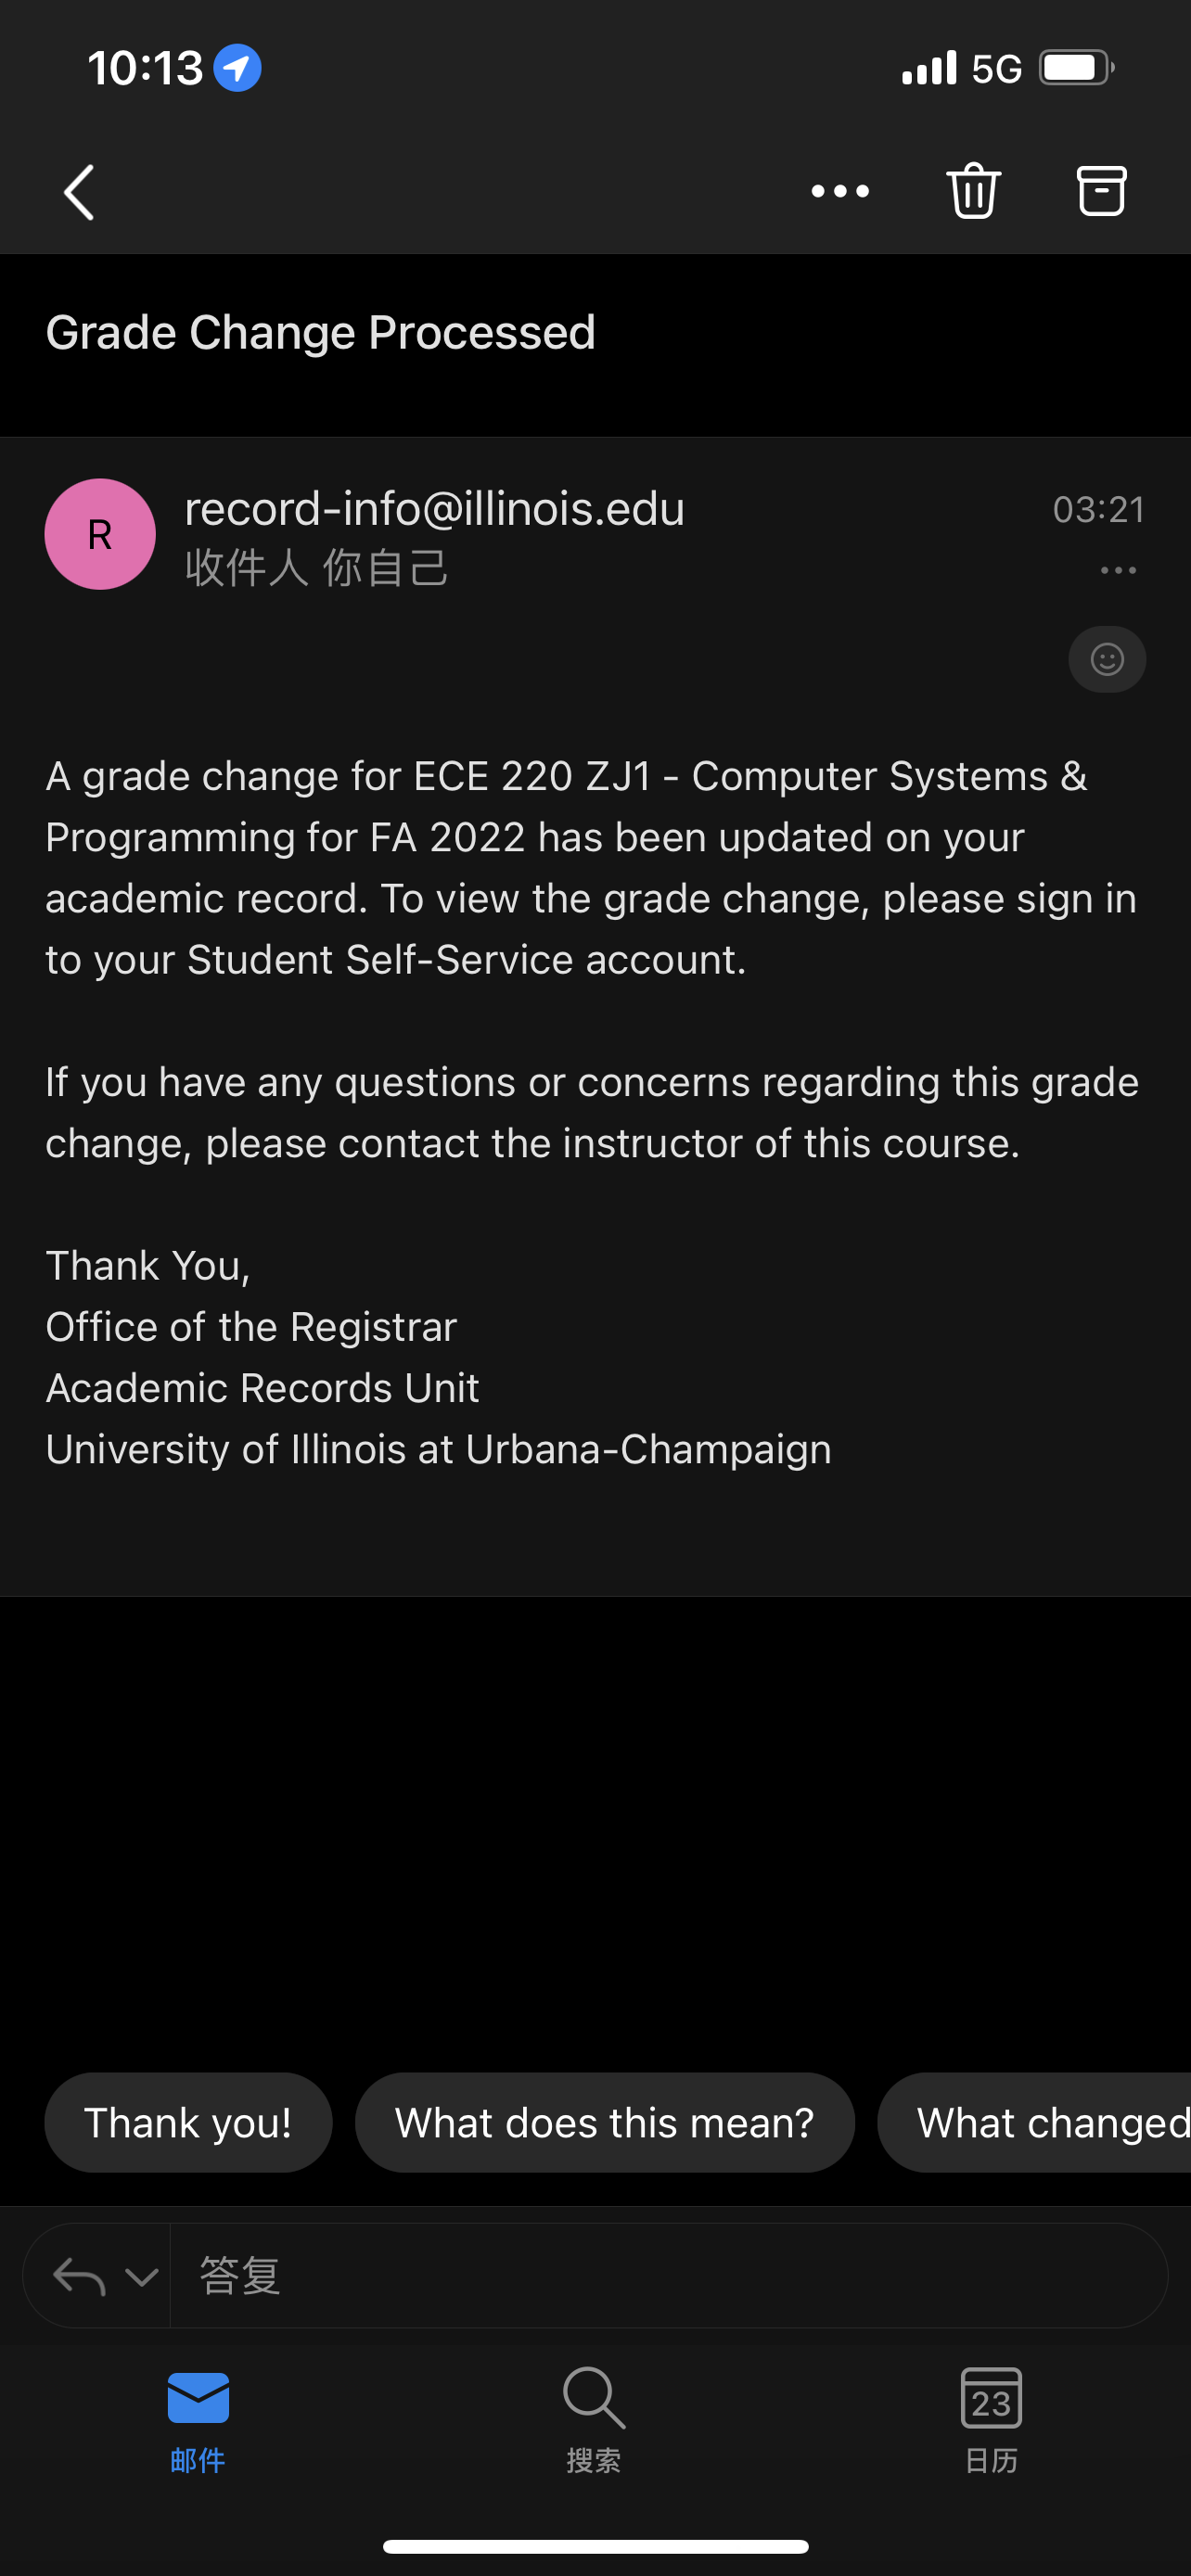 10:13
5G
Grade Change Processed
R
record-info@illinois.edu
03:21
收件人 你自己
A grade change for ECE 220 ZJ1 - Computer Systems &
Programming for FA 2022 has been updated on your
academic record. To view the grade change, please sign in
to your Student Self-Service account.
If you have any questions or concerns regarding this grade
change, please contact the instructor of this course.
Thank You,
Office of the Registrar
Academic Records Unit
University of Illinois at Urbana-Champaign
Thank you!
What does this mean?
What changed
答复
23
邮件
搜索
日历